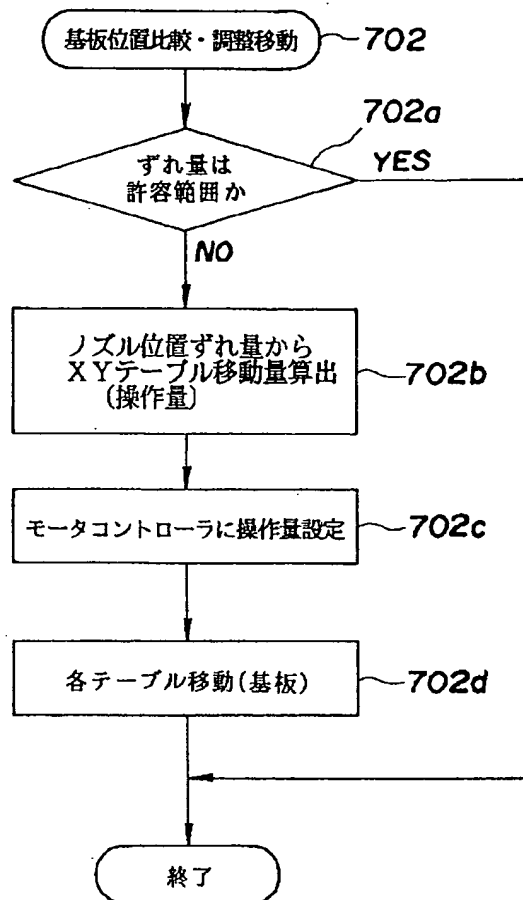 基板位置比較・調整移動
702
702a
ずれ量は
許容範囲か
YES
NO
ノズル位置ずれ量から
XYテーブル移動量算出
(操作量)
702b
モータコントローラに操作量設定
702c
各テーブル移動(基板)
702d
終了